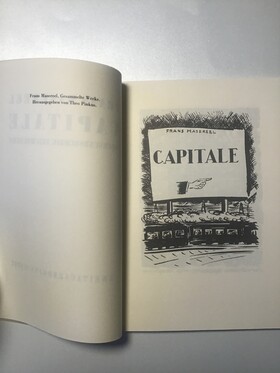 Frans Masereel, Gesammelte Werke
Herausgegeben von Theo Pinkus
FRANS MASEREEL
CAPITALE